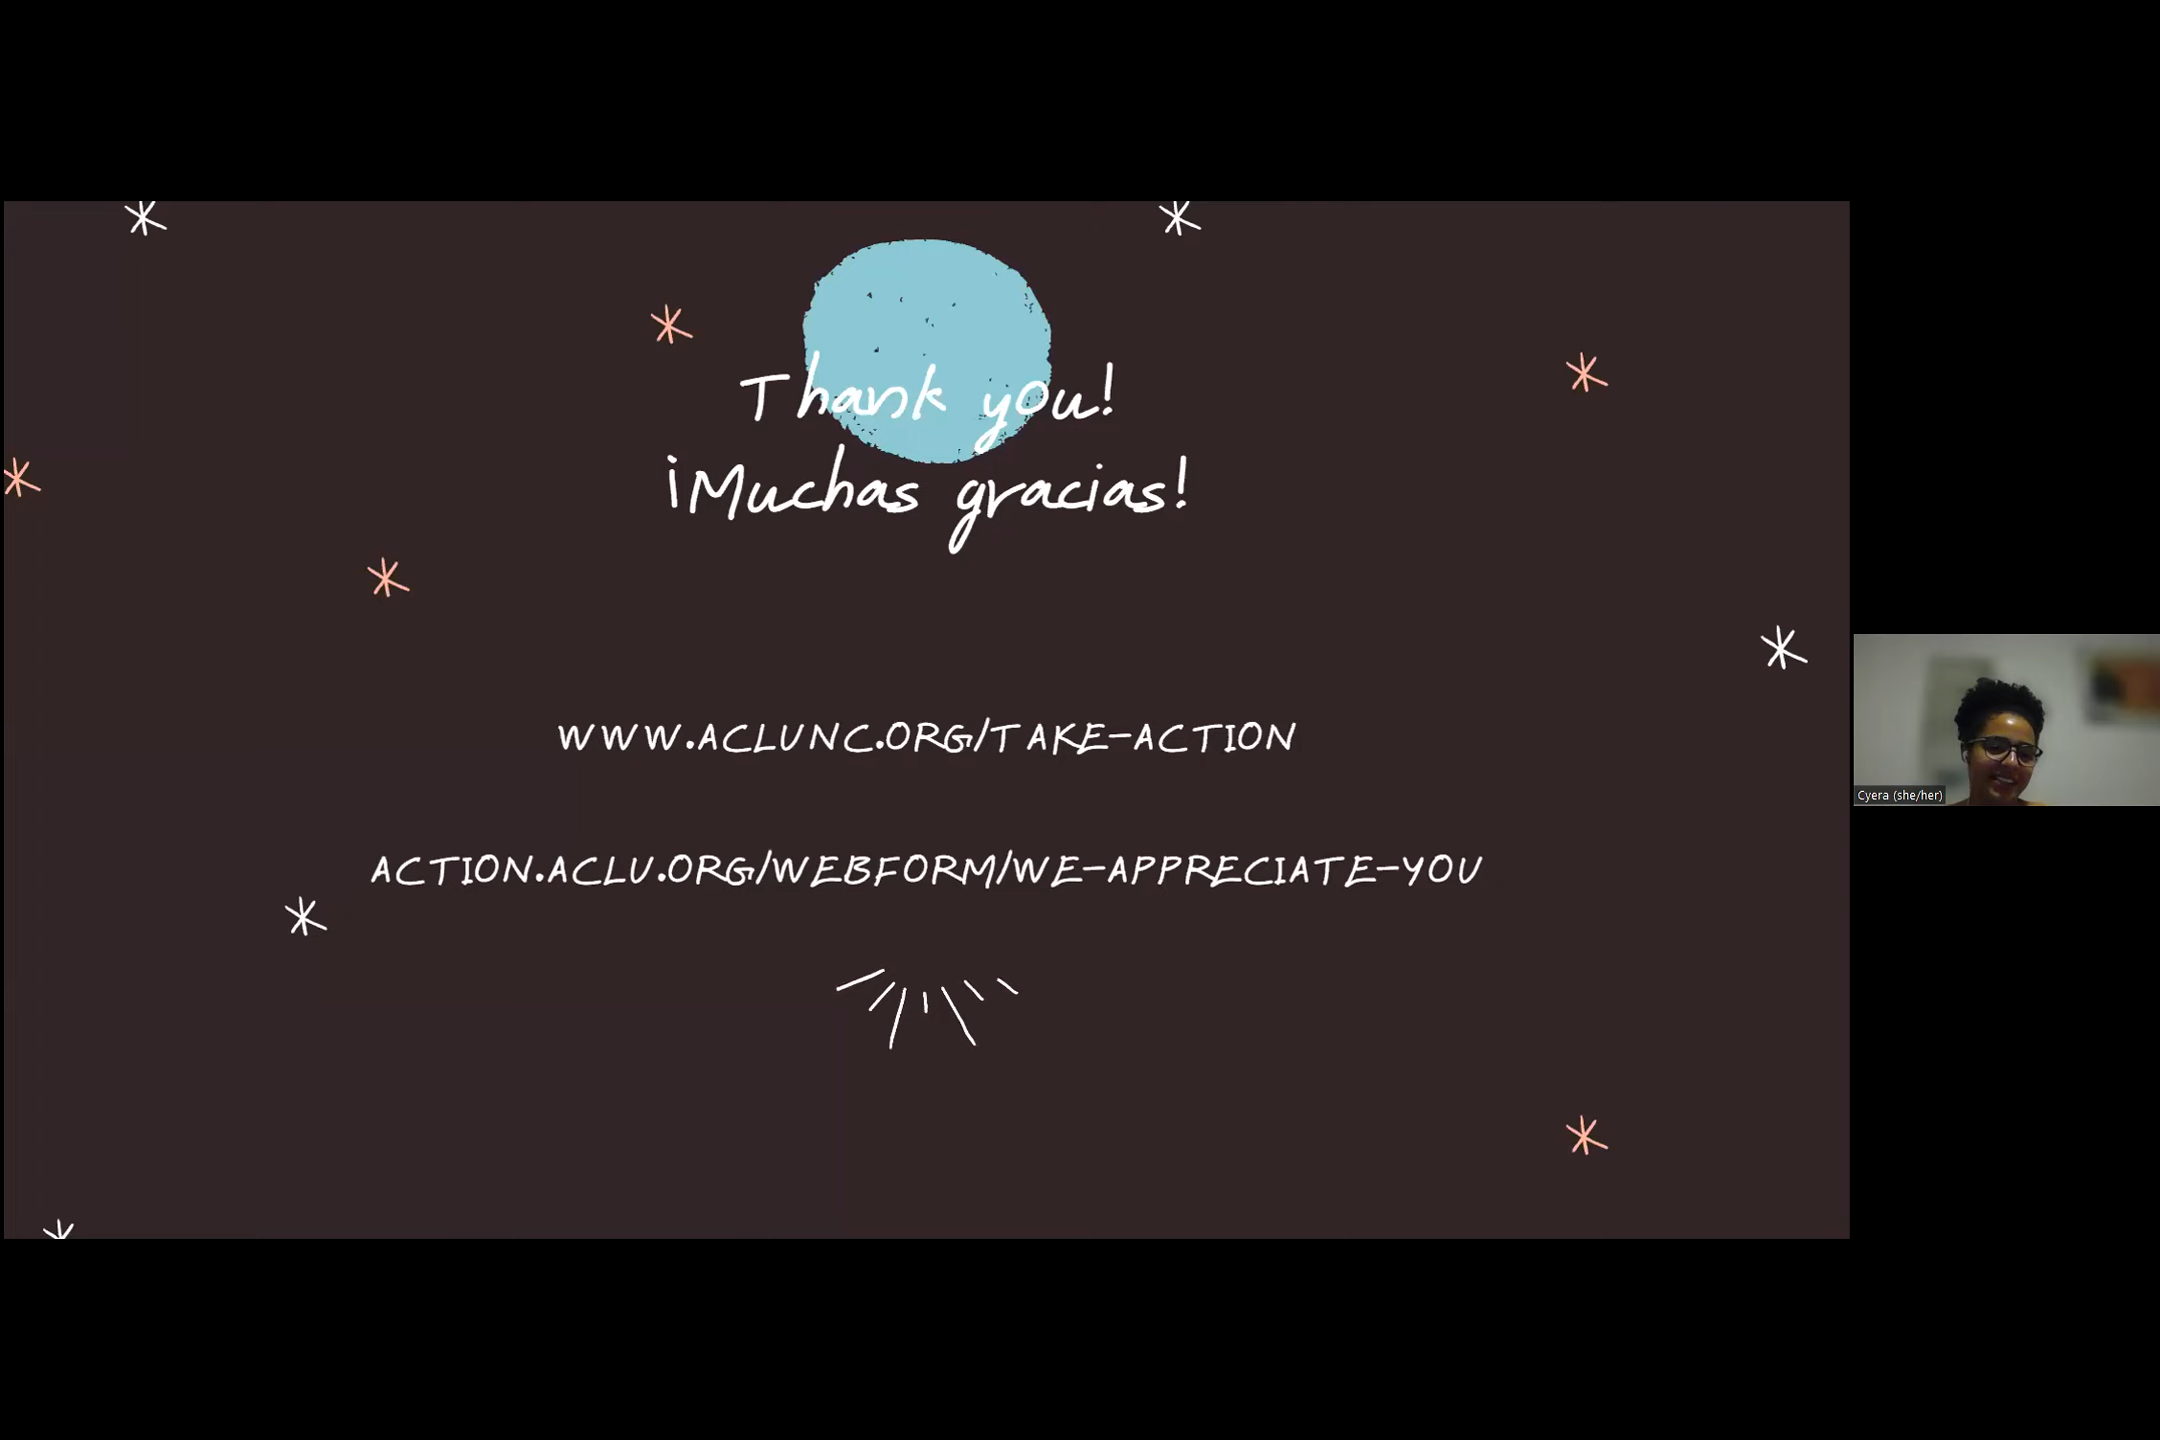 Thank you!
¡Muchas gracias!
WWW.ACLUNC.ORG/TAKE-ACTION
ACTION.ACLU.ORG/WEBFORM/WE-APPRECIATE-YOU
Cyera (she/her)